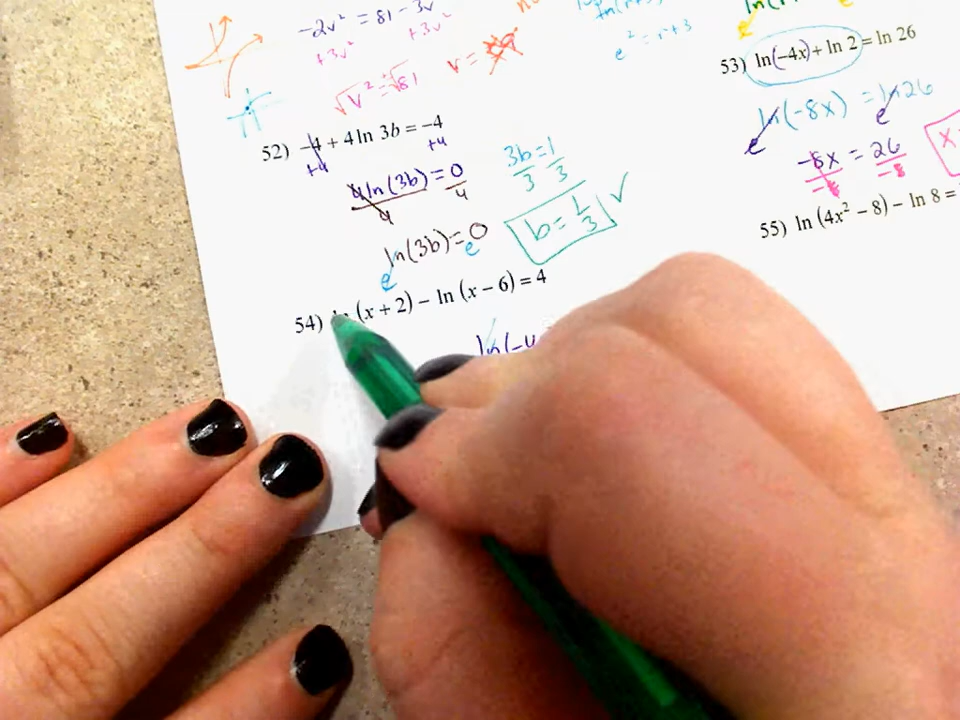 -2v² = 81 - 3v
+3v² +3v²
√v² = √81 v =
e² = r+3
53) ln(-4x) + ln 2 = ln 26
ln(-8x) = ln 26
e e
-8x = 26
-8 -8
52) -4 + 4 ln 3b = -4
+4 +4
4ln(3b) = 0
4 4
ln(3b) = 0
e e
3b = 1
3 3
b = 1/3 ✓
55) ln (4x² - 8) - ln 8 =
54) ln (x + 2) - ln (x - 6) = 4